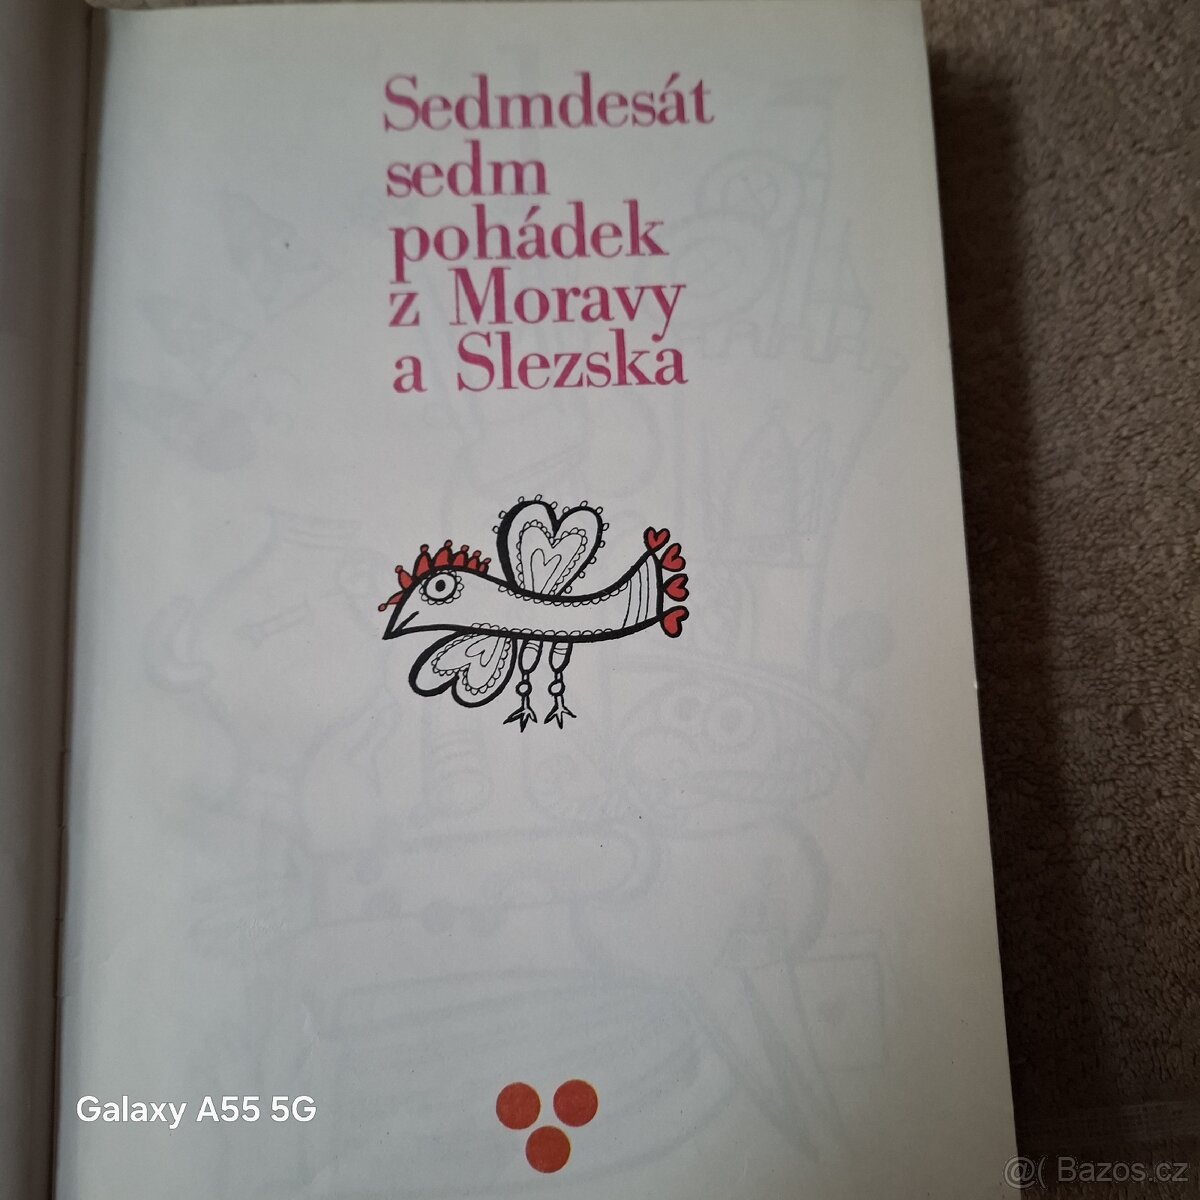 Sedmdesát
sedm
pohádek
z Moravy
a Slezska
Galaxy A55 5G
@( Bazos.cz